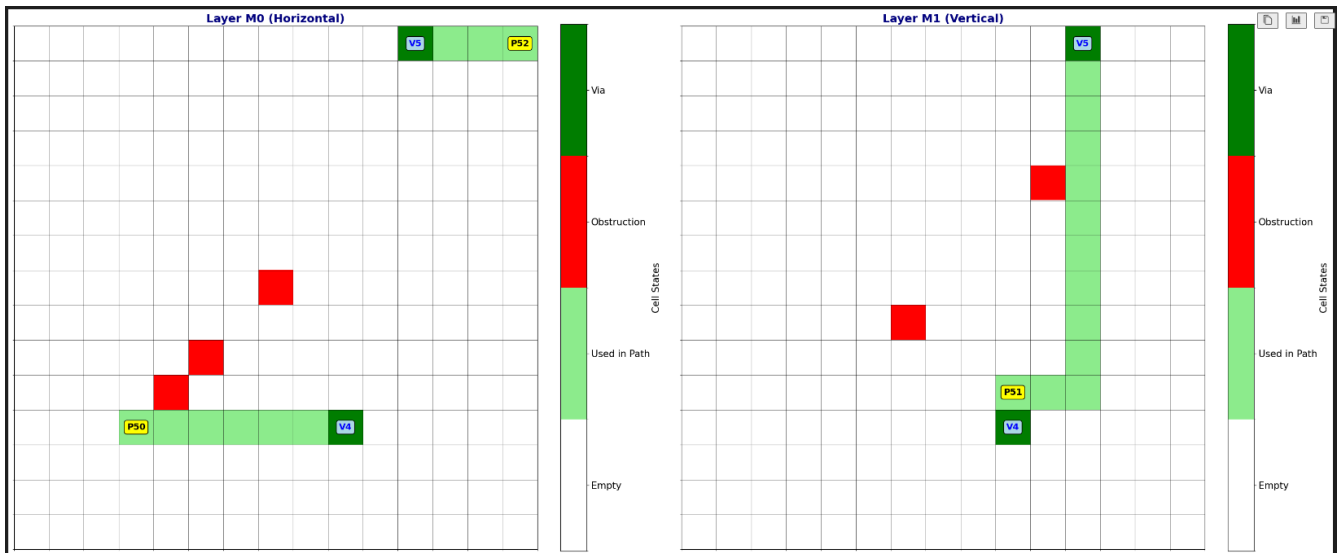 Layer M0 (Horizontal)
V5
P52
P50
V4
Via
Obstruction
Used in Path
Empty
Cell States
Layer M1 (Vertical)
V5
P51
V4
Via
Obstruction
Used in Path
Empty
Cell States